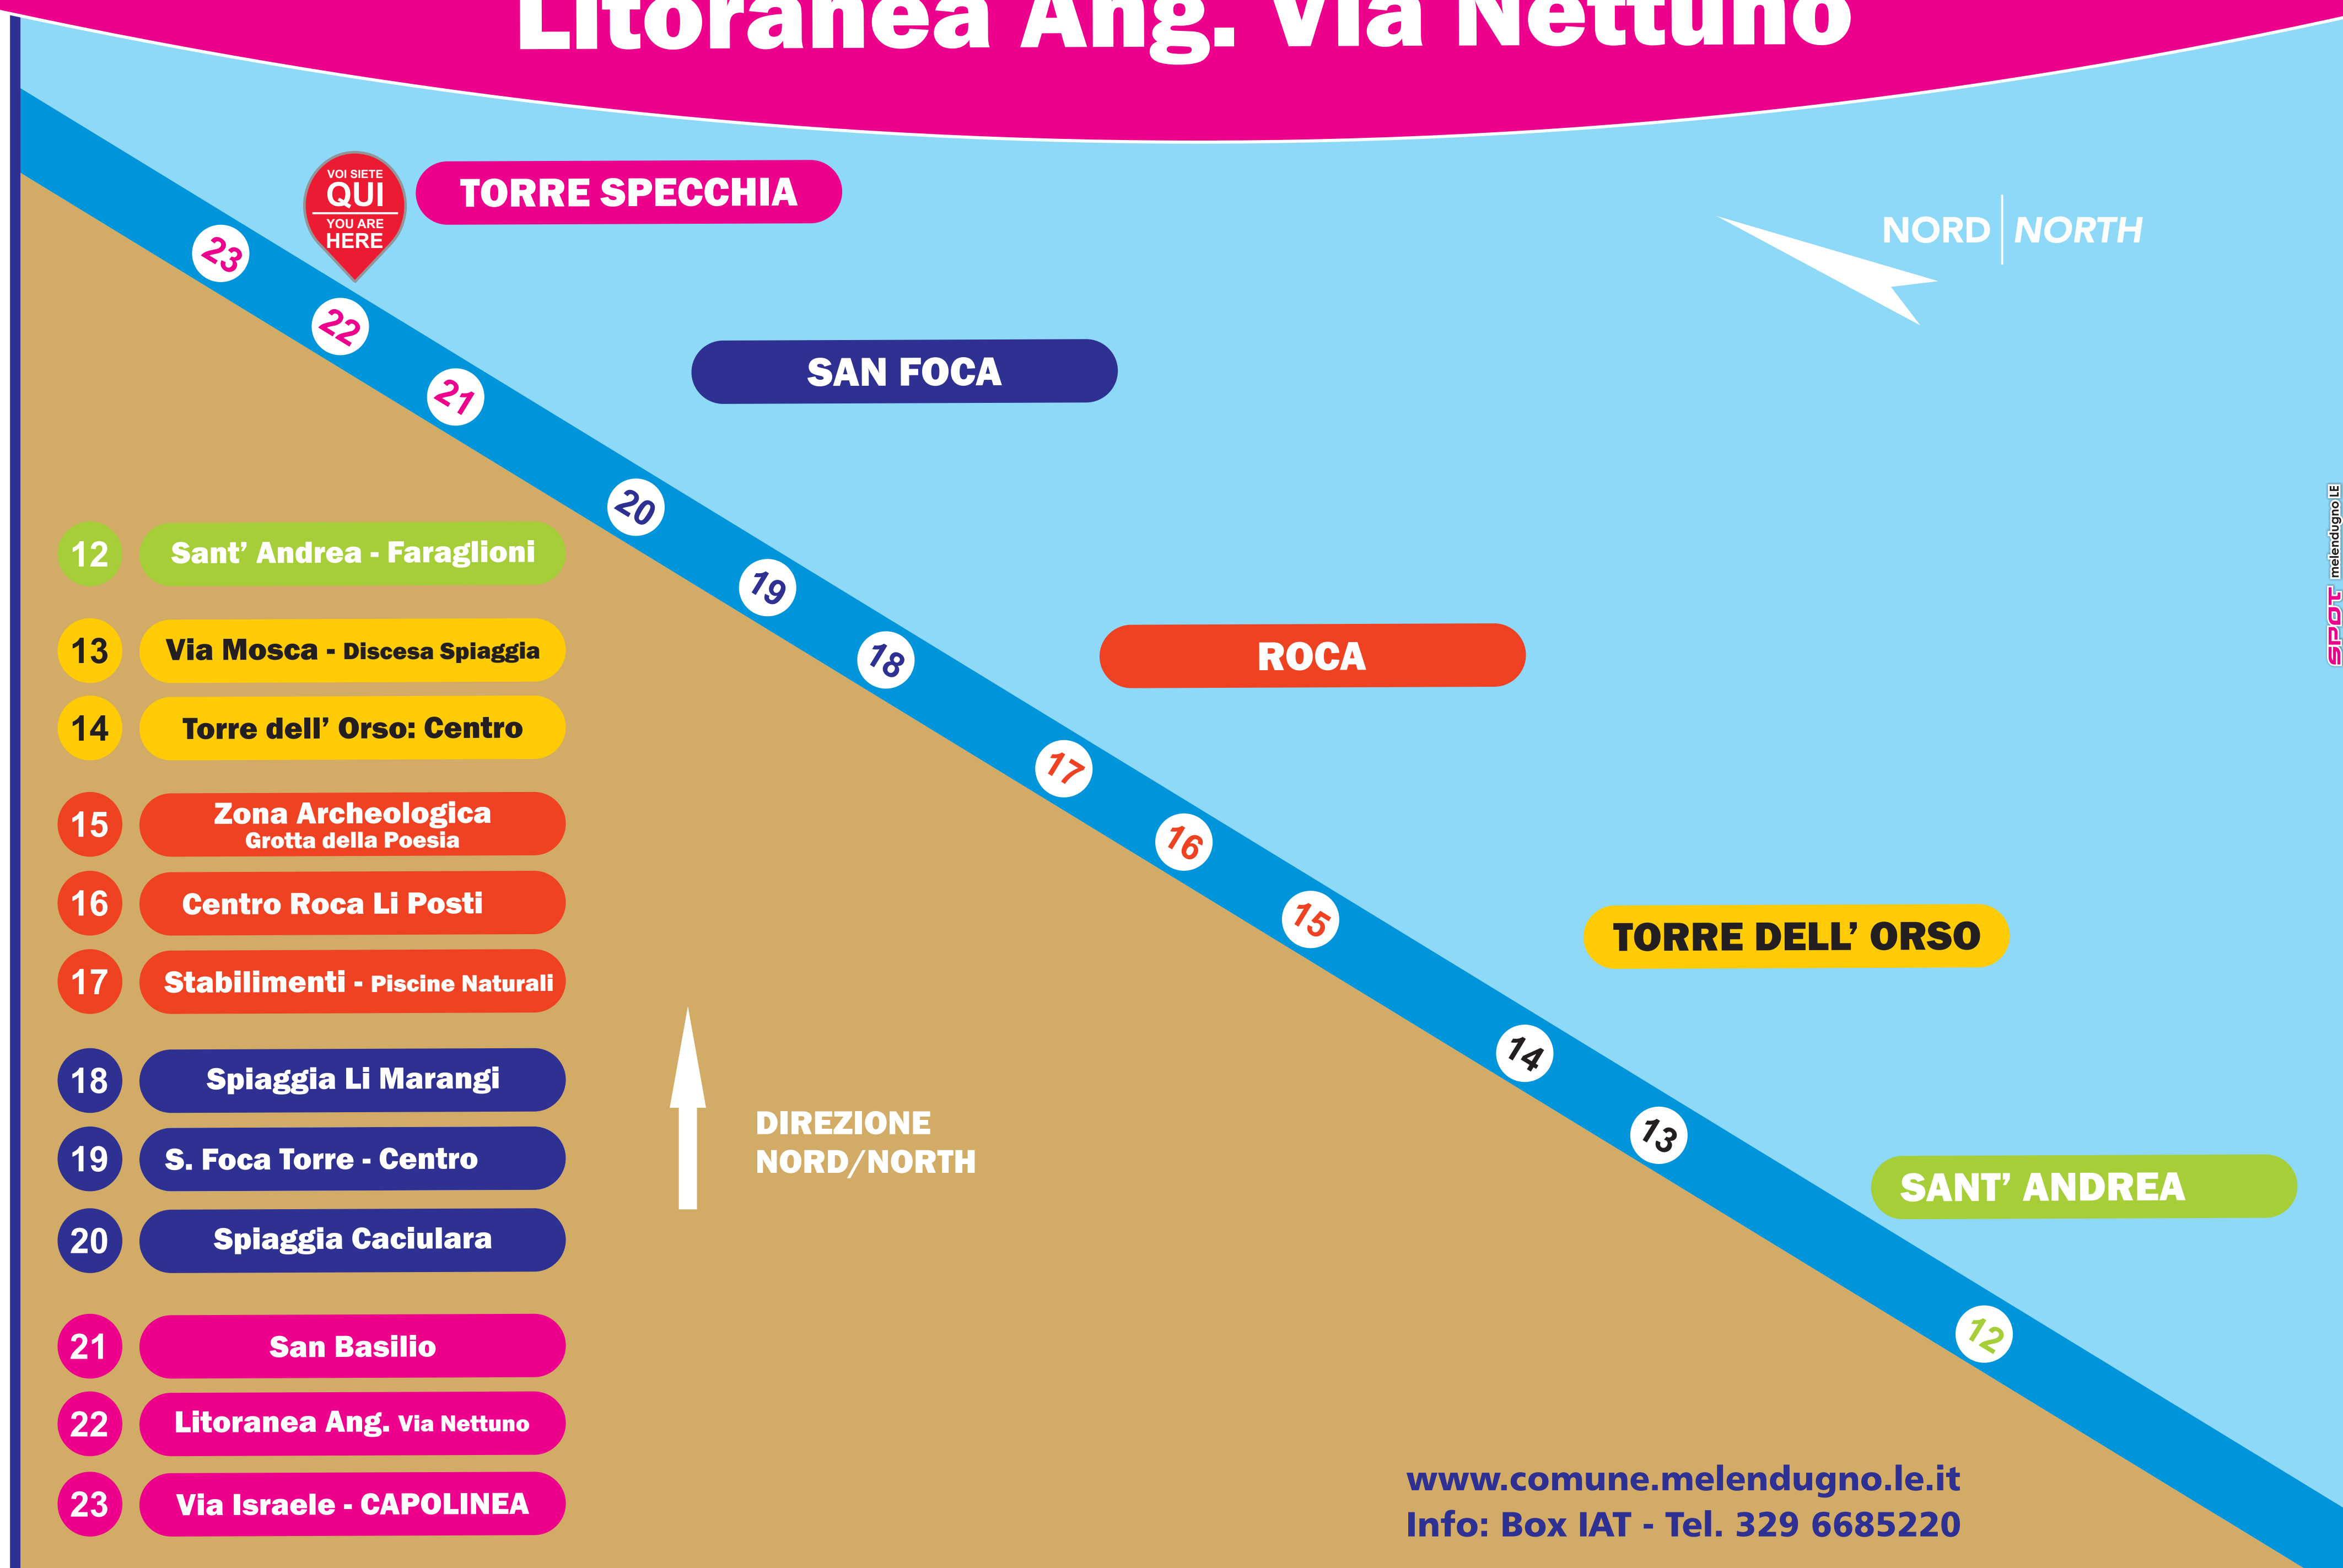 Litoranea Ang. Via Nettuno
VOI SIETE
QUI
YOU ARE
HERE
TORRE SPECCHIA
NORD NORTH
23
22
21
SAN FOCA
20
19
18
ROCA
17
16
15
TORRE DELL' ORSO
14
13
SANT' ANDREA
12
12 Sant' Andrea - Faraglioni
13 Via Mosca - Discesa Spiaggia
14 Torre dell' Orso: Centro
15 Zona Archeologica
Grotta della Poesia
16 Centro Roca Li Posti
17 Stabilimenti - Piscine Naturali
18 Spiaggia Li Marangi
19 S. Foca Torre - Centro
20 Spiaggia Caciulara
21 San Basilio
22 Litoranea Ang. Via Nettuno
23 Via Israele - CAPOLINEA
DIREZIONE
NORD/NORTH
www.comune.melendugno.le.it
Info: Box IAT - Tel. 329 6685220
SPOT melendugno LE